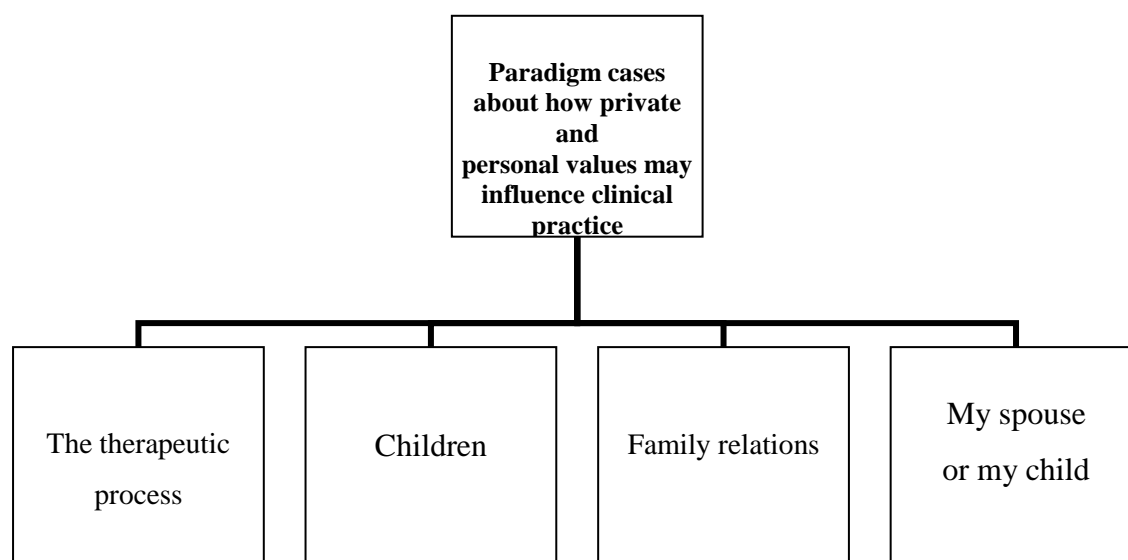 Paradigm cases
about how private
and
personal values may
influence clinical
practice
The therapeutic
process
Children
Family relations
My spouse
or my child